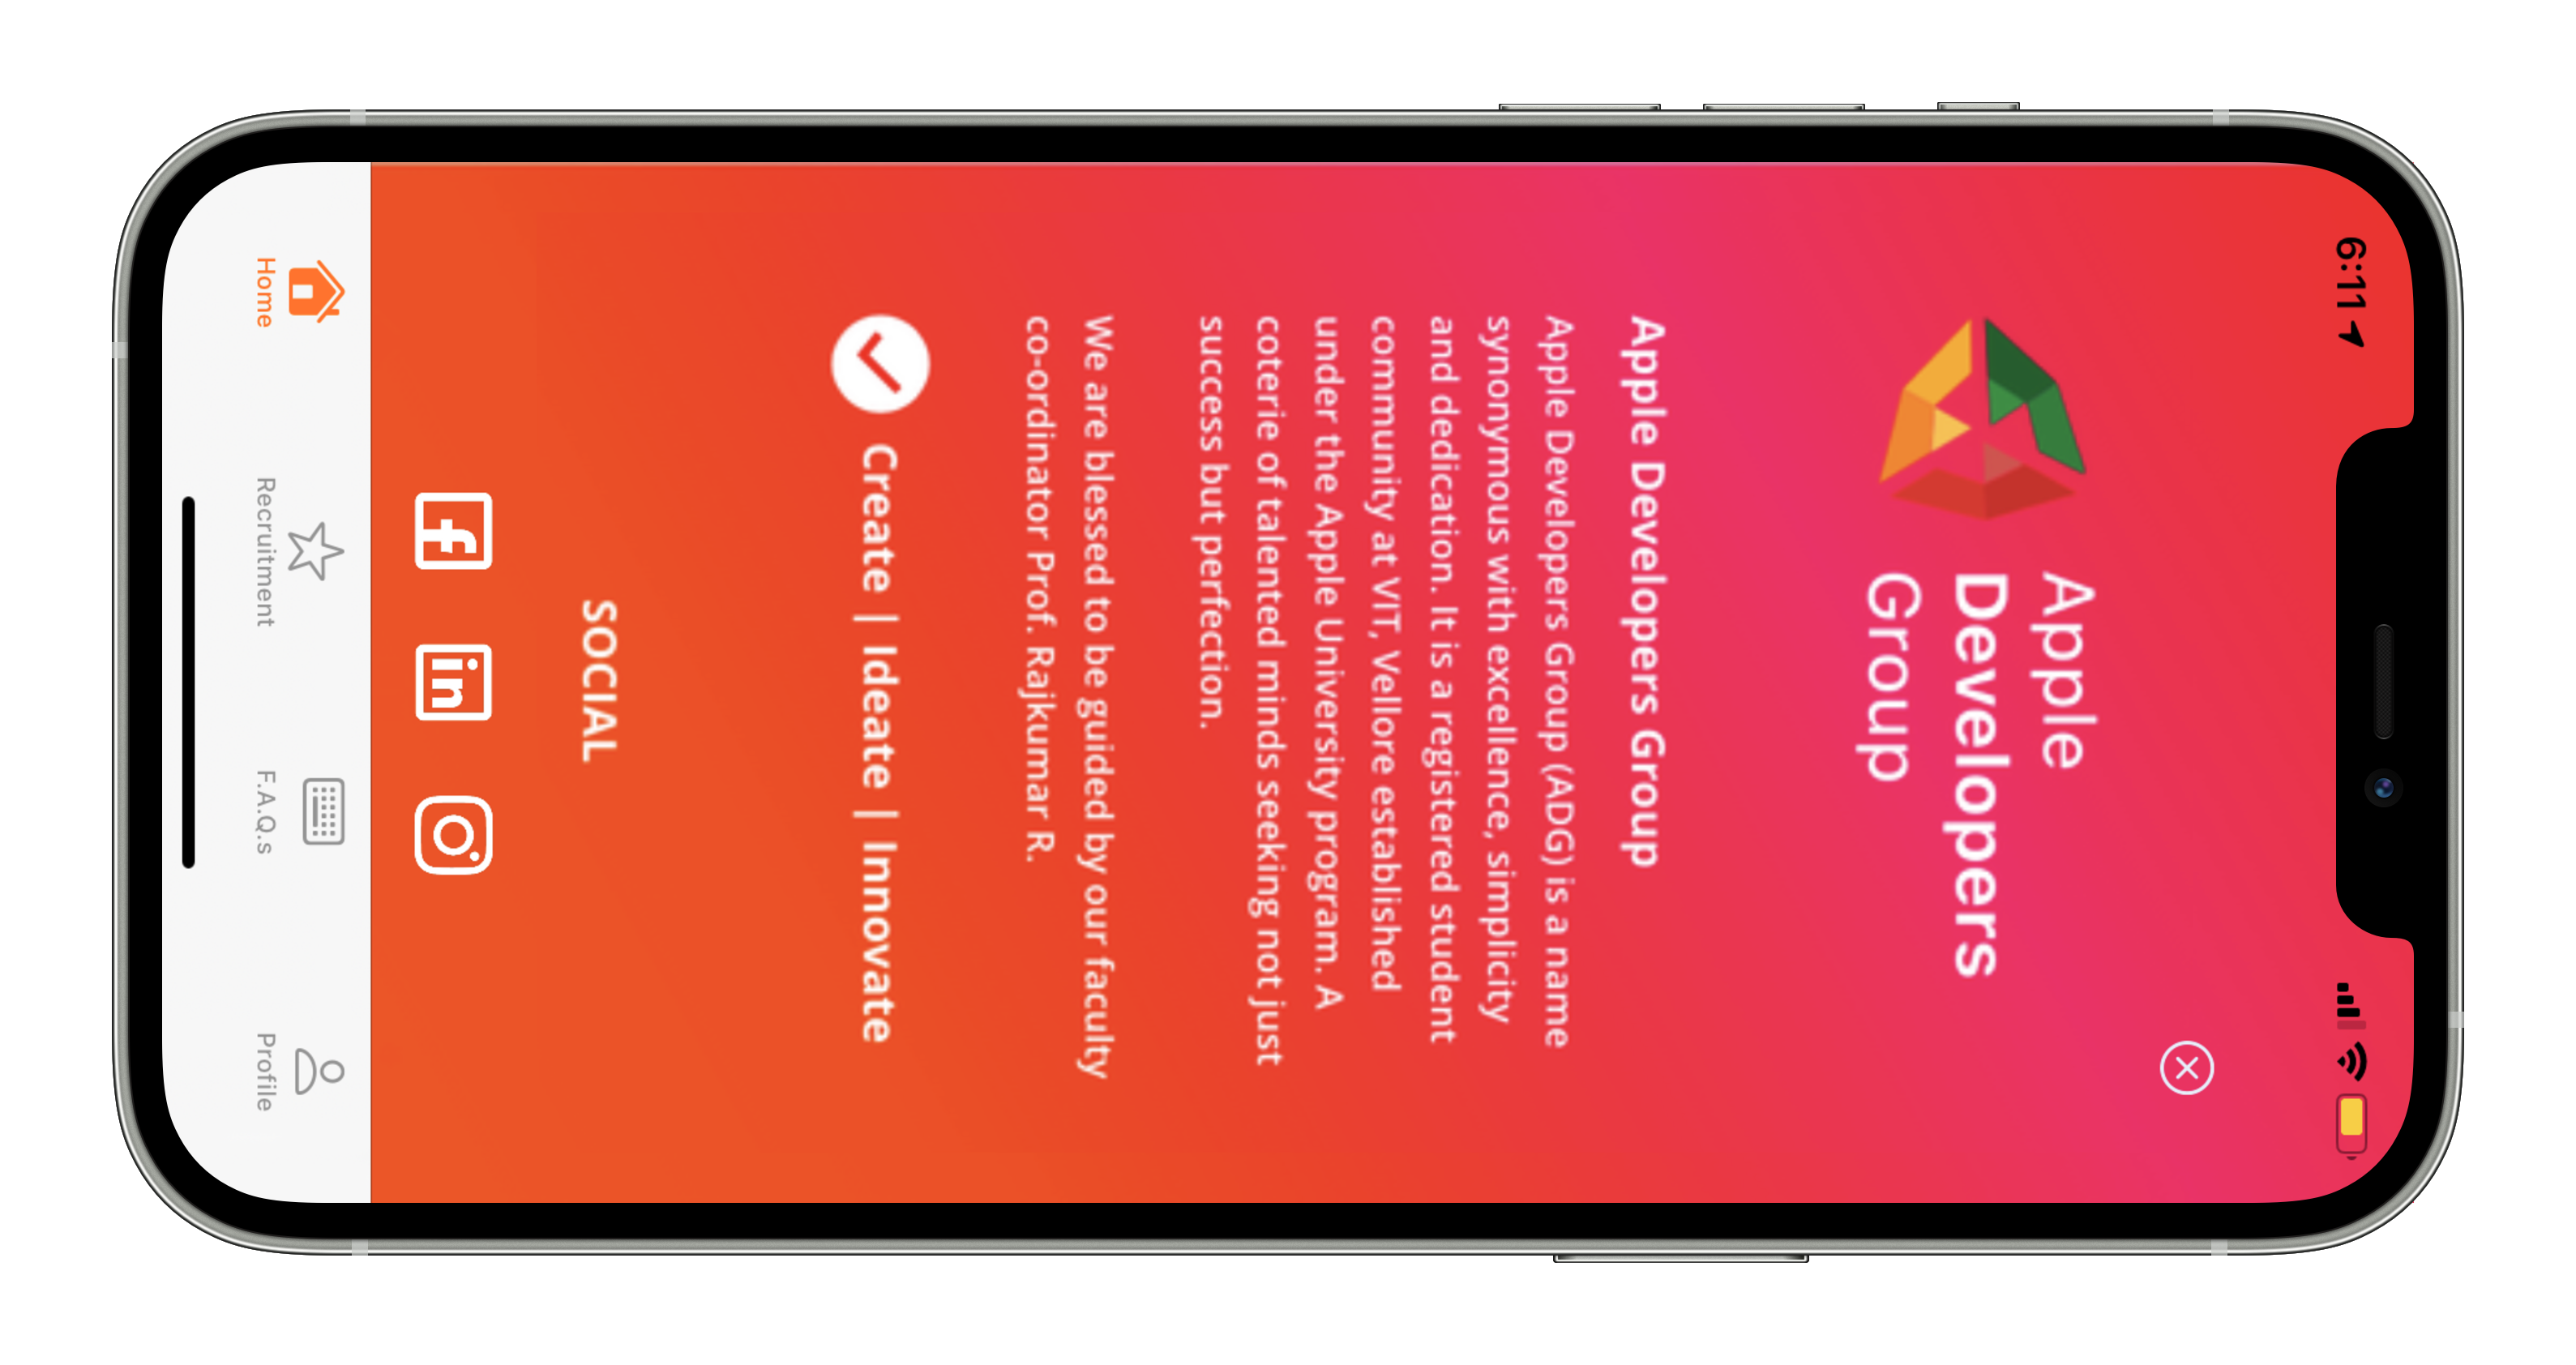 6:11
Apple
Developers
Group
Apple Developers Group
Apple Developers Group (ADG) is a name
synonymous with excellence, simplicity
and dedication. It is a registered student
community at VIT, Vellore established
under the Apple University program. A
coterie of talented minds seeking not just
success but perfection.
We are blessed to be guided by our faculty
co-ordinator Prof. Rajkumar R.
Create | Ideate | Innovate
SOCIAL
Home
Recruitment
F.A.Q.s
Profile